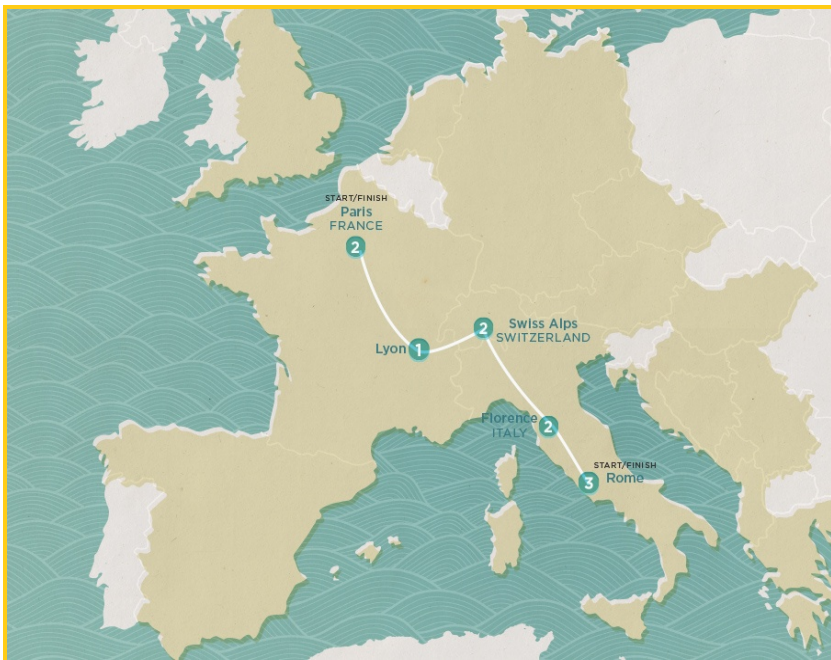 START/FINISH
Paris
FRANCE
2
Lyon 1
2 Swiss Alps
SWITZERLAND
Florence
ITALY
2
START/FINISH
Rome
3